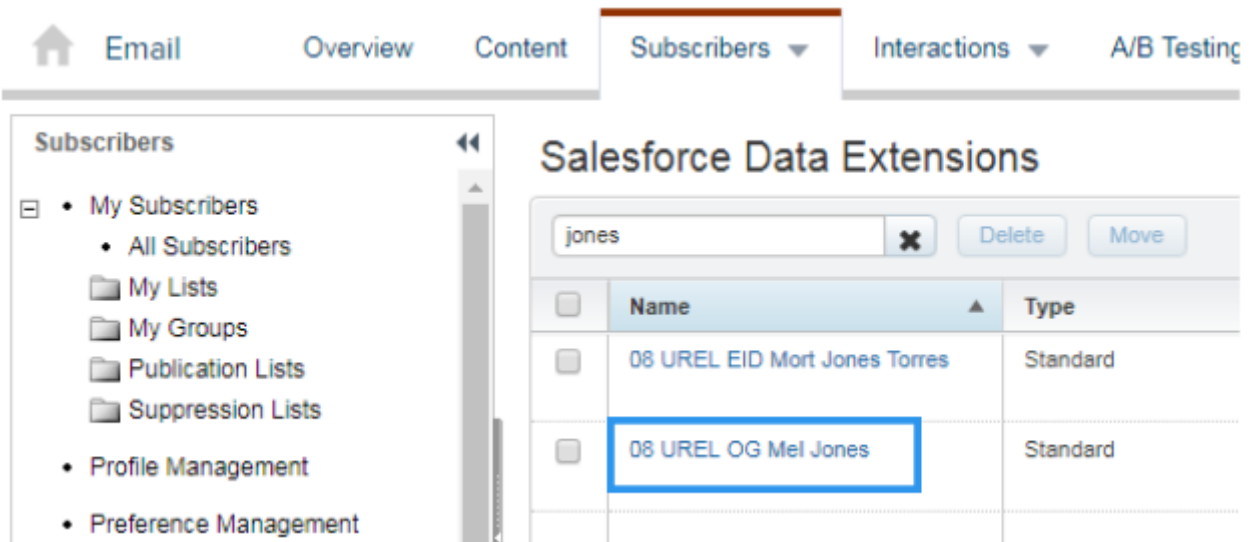 Email Overview Content Subscribers Interactions A/B Testing
Subscribers
My Subscribers
All Subscribers
My Lists
My Groups
Publication Lists
Suppression Lists
Profile Management
Preference Management
Salesforce Data Extensions
jones Delete Move
Name Type
08 UREL EID Mort Jones Torres Standard
08 UREL OG Mel Jones Standard